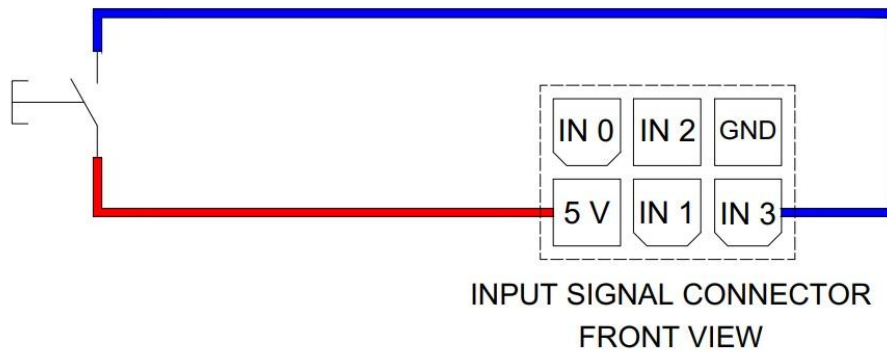 IN 0 IN 2 GND
5 V IN 1 IN 3
INPUT SIGNAL CONNECTOR
FRONT VIEW